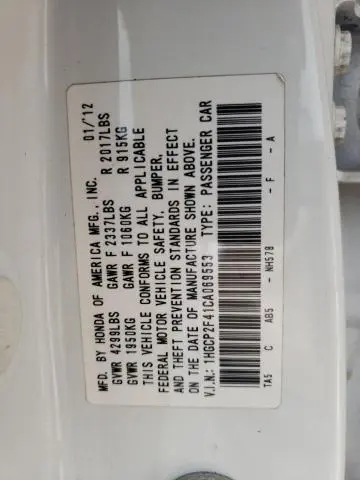 MFD. BY HONDA OF AMERICA MFG., INC. 01/'12
GVWR 4299LBS GAWR F 2337LBS R 2017LBS
GVWR 1950KG GAWR F 1060KG R 915KG
THIS VEHICLE CONFORMS TO ALL APPLICABLE
FEDERAL MOTOR VEHICLE SAFETY, BUMPER,
AND THEFT PREVENTION STANDARDS IN EFFECT
ON THE DATE OF MANUFACTURE SHOWN ABOVE.
V.I.N.: 1HGCP2F41CA069553 TYPE: PASSENGER CAR
TA5 C AB5 - NH578 - F - A